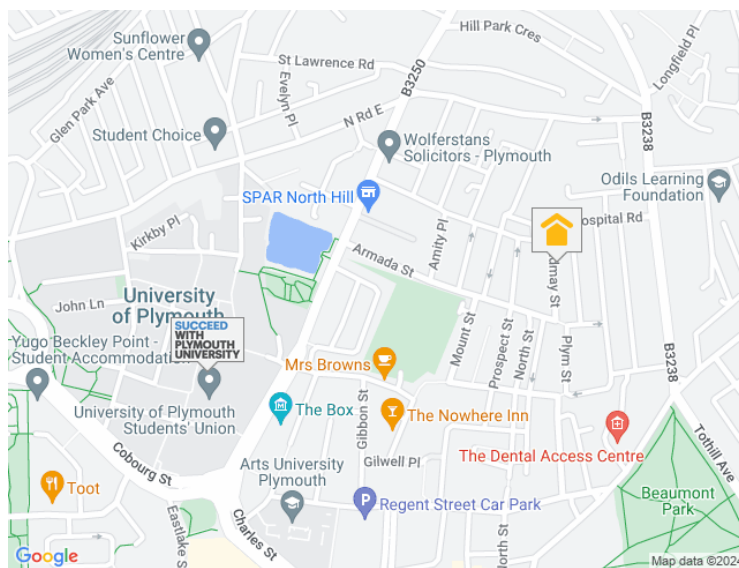 Sunflower
Women's Centre
Hill Park Cres
St Lawrence Rd
B3250
Longfield Pl
Evelyn Pl
Glen Park Ave
N Rd E
Student Choice
Wolferstans
Solicitors - Plymouth
B3238
Odils Learning
Foundation
SPAR North Hill
Kirkby Pl
Amity Pl
ospital Rd
Armada St
dmay St
John Ln
University
of Plymouth
SUCCEED
WITH
PLYMOUTH
UNIVERSITY
Yugo Beckley Point -
Student Accommodation
Mount St
Prospect St
North St
Plym St
B3238
Mrs Browns
University of Plymouth
Students' Union
The Box
Gibbon St
The Nowhere Inn
Tothill Ave
The Dental Access Centre
Cobourg St
Arts University
Plymouth
Gilwell Pl
Toot
Regent Street Car Park
Beaumont
Park
Eastlake S
Charles St
North St
Google
Map data ©2024